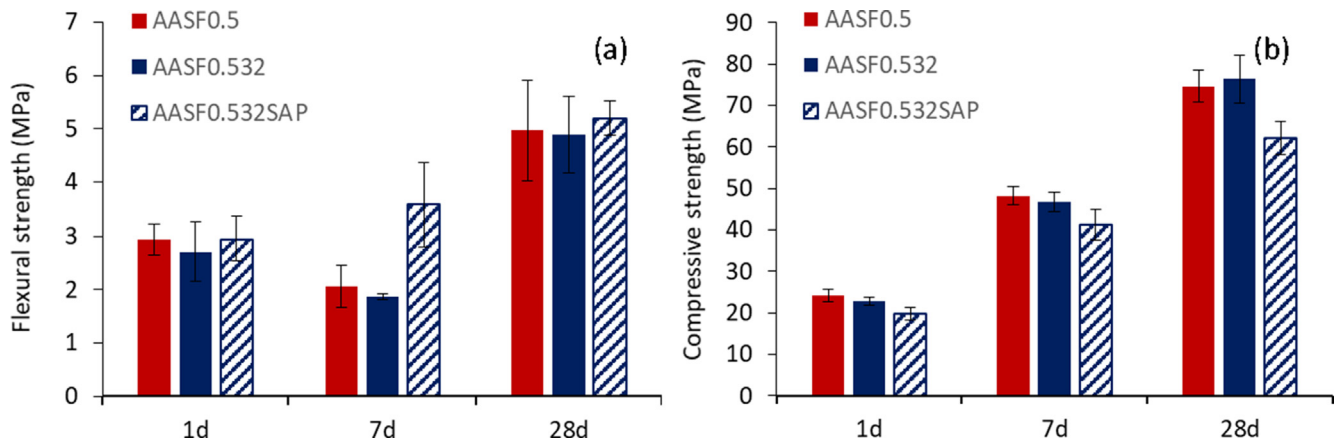 Flexural strength (MPa)
7
6
5
4
3
2
1
0
AASF0.5
AASF0.532
AASF0.532SAP
(a)
1d 7d 28d
Compressive strength (MPa)
90
80
70
60
50
40
30
20
10
0
AASF0.5
AASF0.532
AASF0.532SAP
(b)
1d 7d 28d